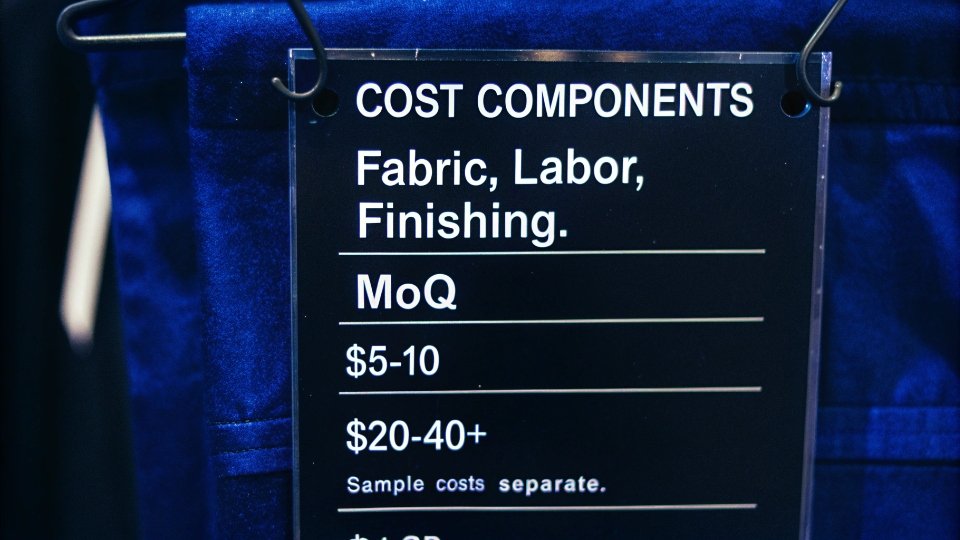 COST COMPONENTS
Fabric, Labor,
Finishing.
MoQ
$5-10
$20-40+
Sample costs separate.